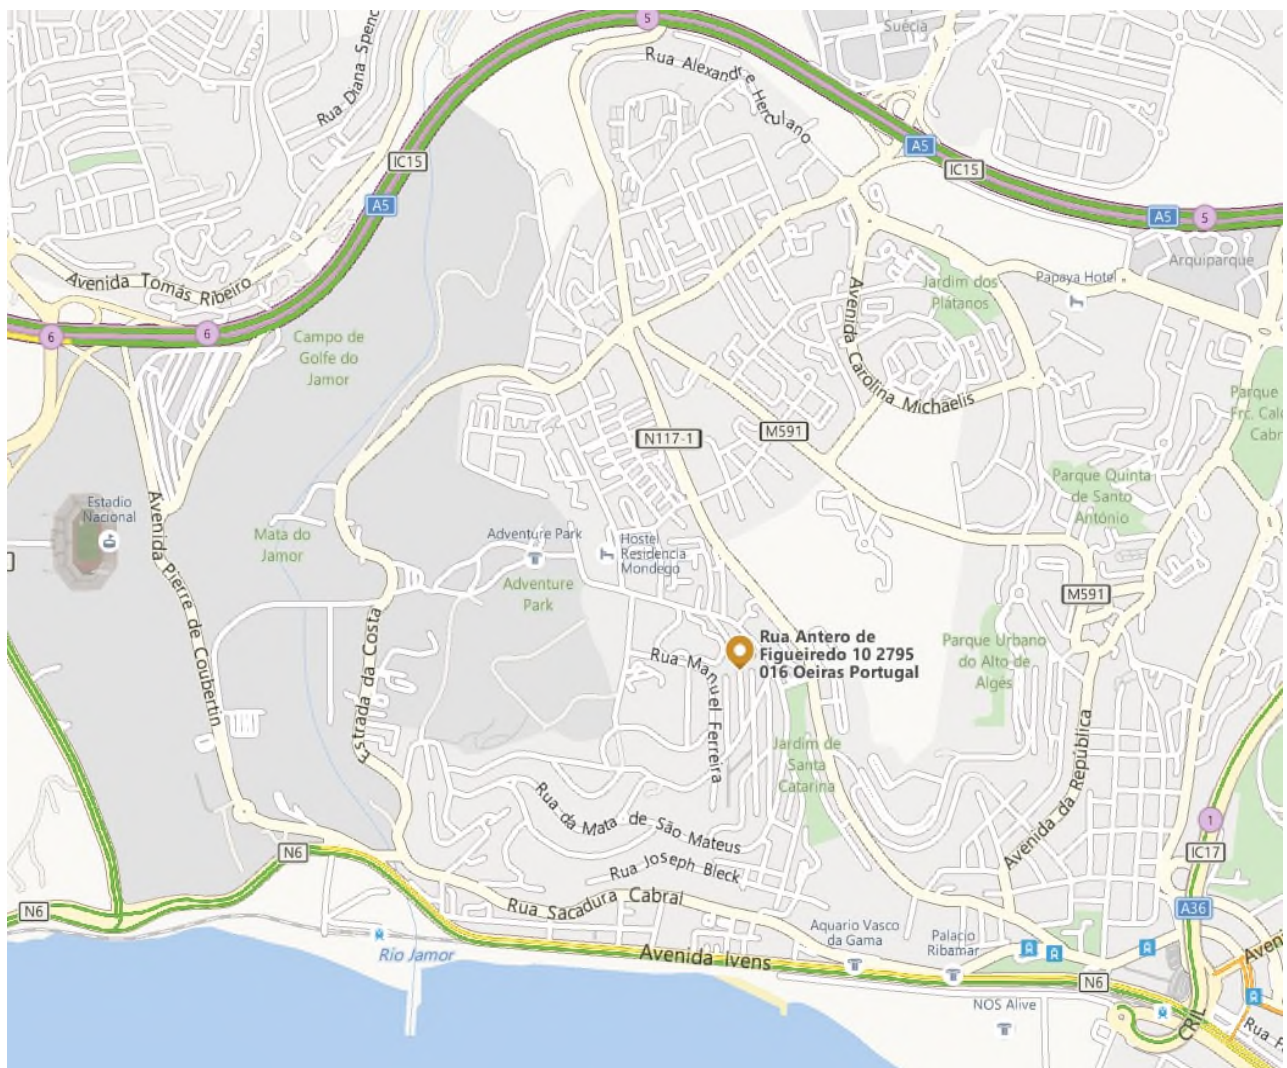 5
Suécia
Rua Diana Spenc
Rua Alexandre Herculano
IC15
A5
IC15
A5
A5
5
Arquiparque
Avenida Tomás Ribeiro
Papaya Hotel
Jardim dos
Plátanos
6
6
Campo de
Golfe do
Jamor
Avenida Carolina Michaelis
Parque
Frc. Cal
Cabr
N117-1
M591
Parque Quinta
de Santo
António
Estadio
Nacional
Avenida Pierre de Coubertin
Mata do
Jamor
Adventure Park
Hostel
Residencia
Mondego
Adventure
Park
M591
Estrada da Costa
Rua Antero de
Figueiredo 10 2795
016 Oeiras Portugal
Rua Manuel Ferreira
Parque Urbano
do Alto de
Algés
Jardim de
Santa
Catarina
Avenida da República
Rua da Mata de São Mateus
1
N6
IC17
Rua Joseph Bleck
Rua Sacadura Cabral
N6
A36
Aquario Vasco
da Gama
Palacio
Ribamar
Rio Jamor
Avenida Ivens
Aveni
N6
NOS Alive
CRIL
Rua F